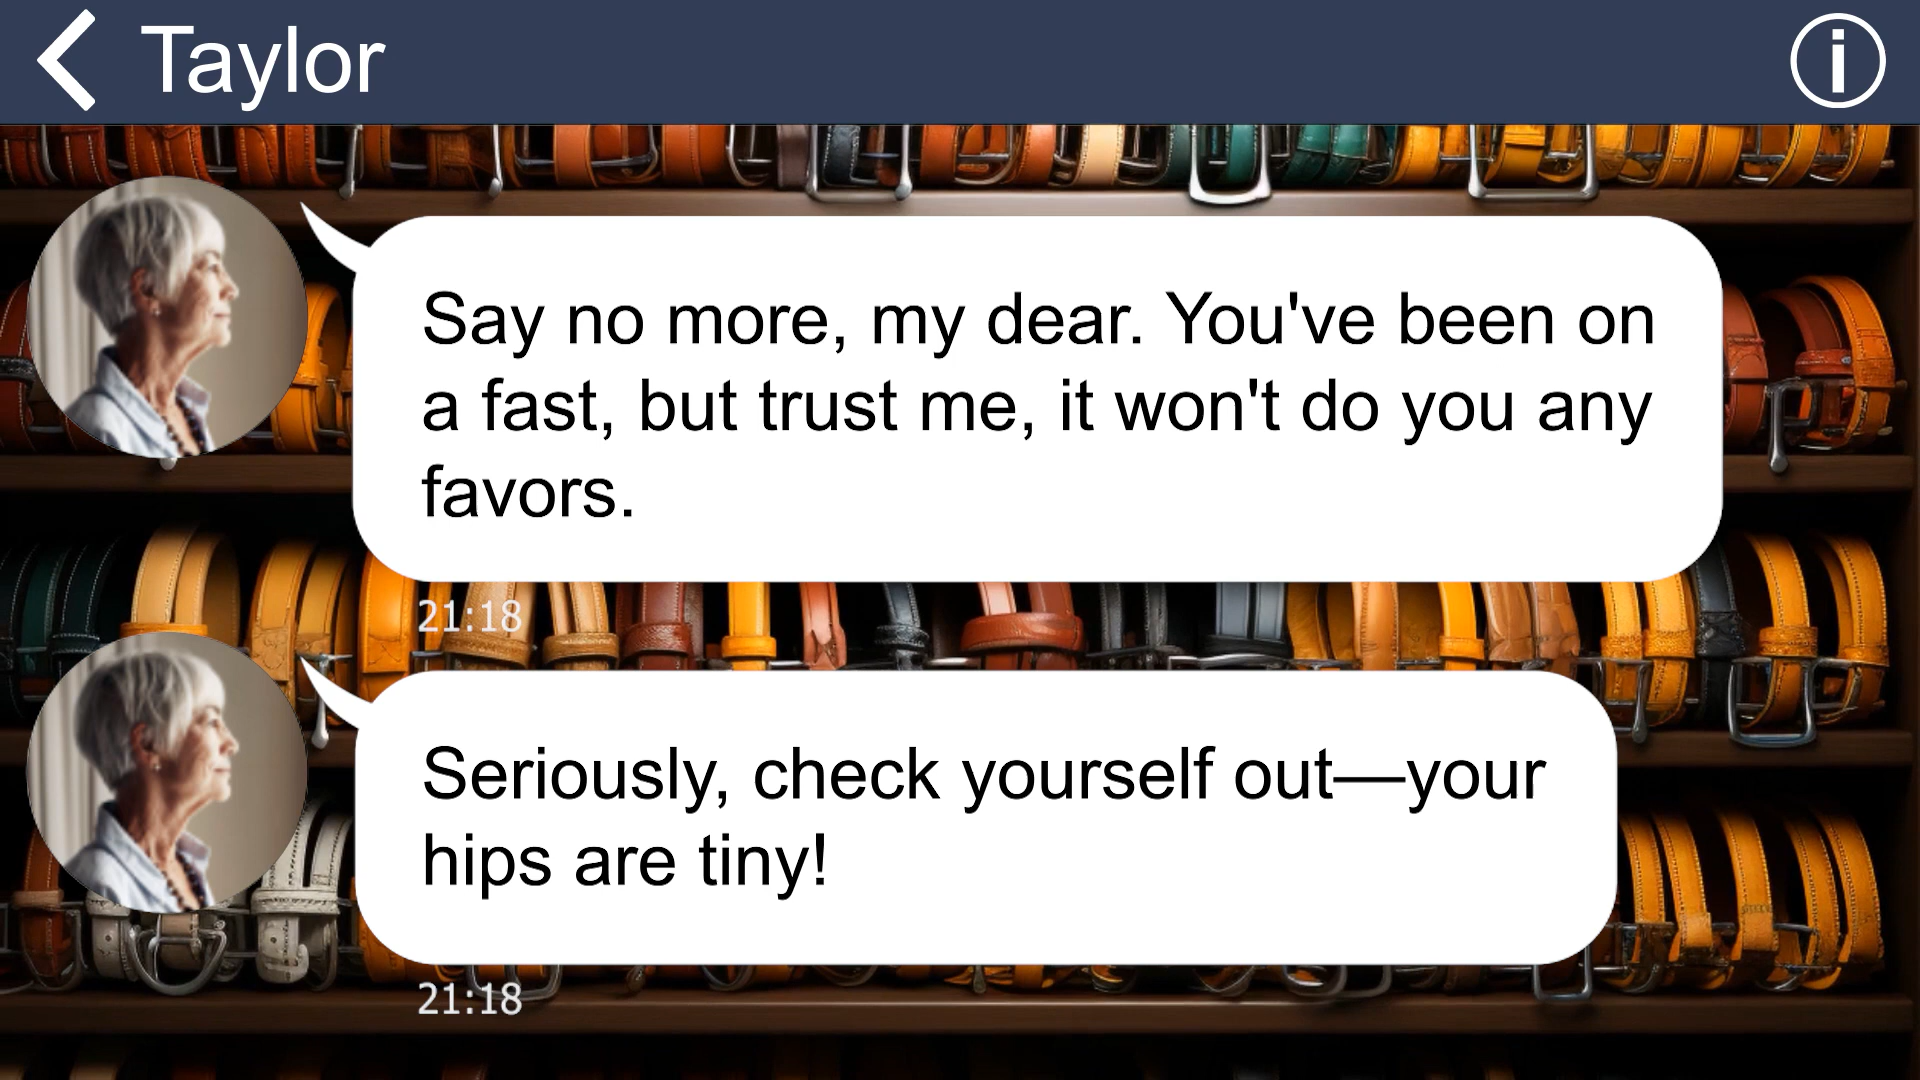 Taylor
Say no more, my dear. You've been on
a fast, but trust me, it won't do you any
favors.
21:18
Seriously, check yourself out—your
hips are tiny!
21:18